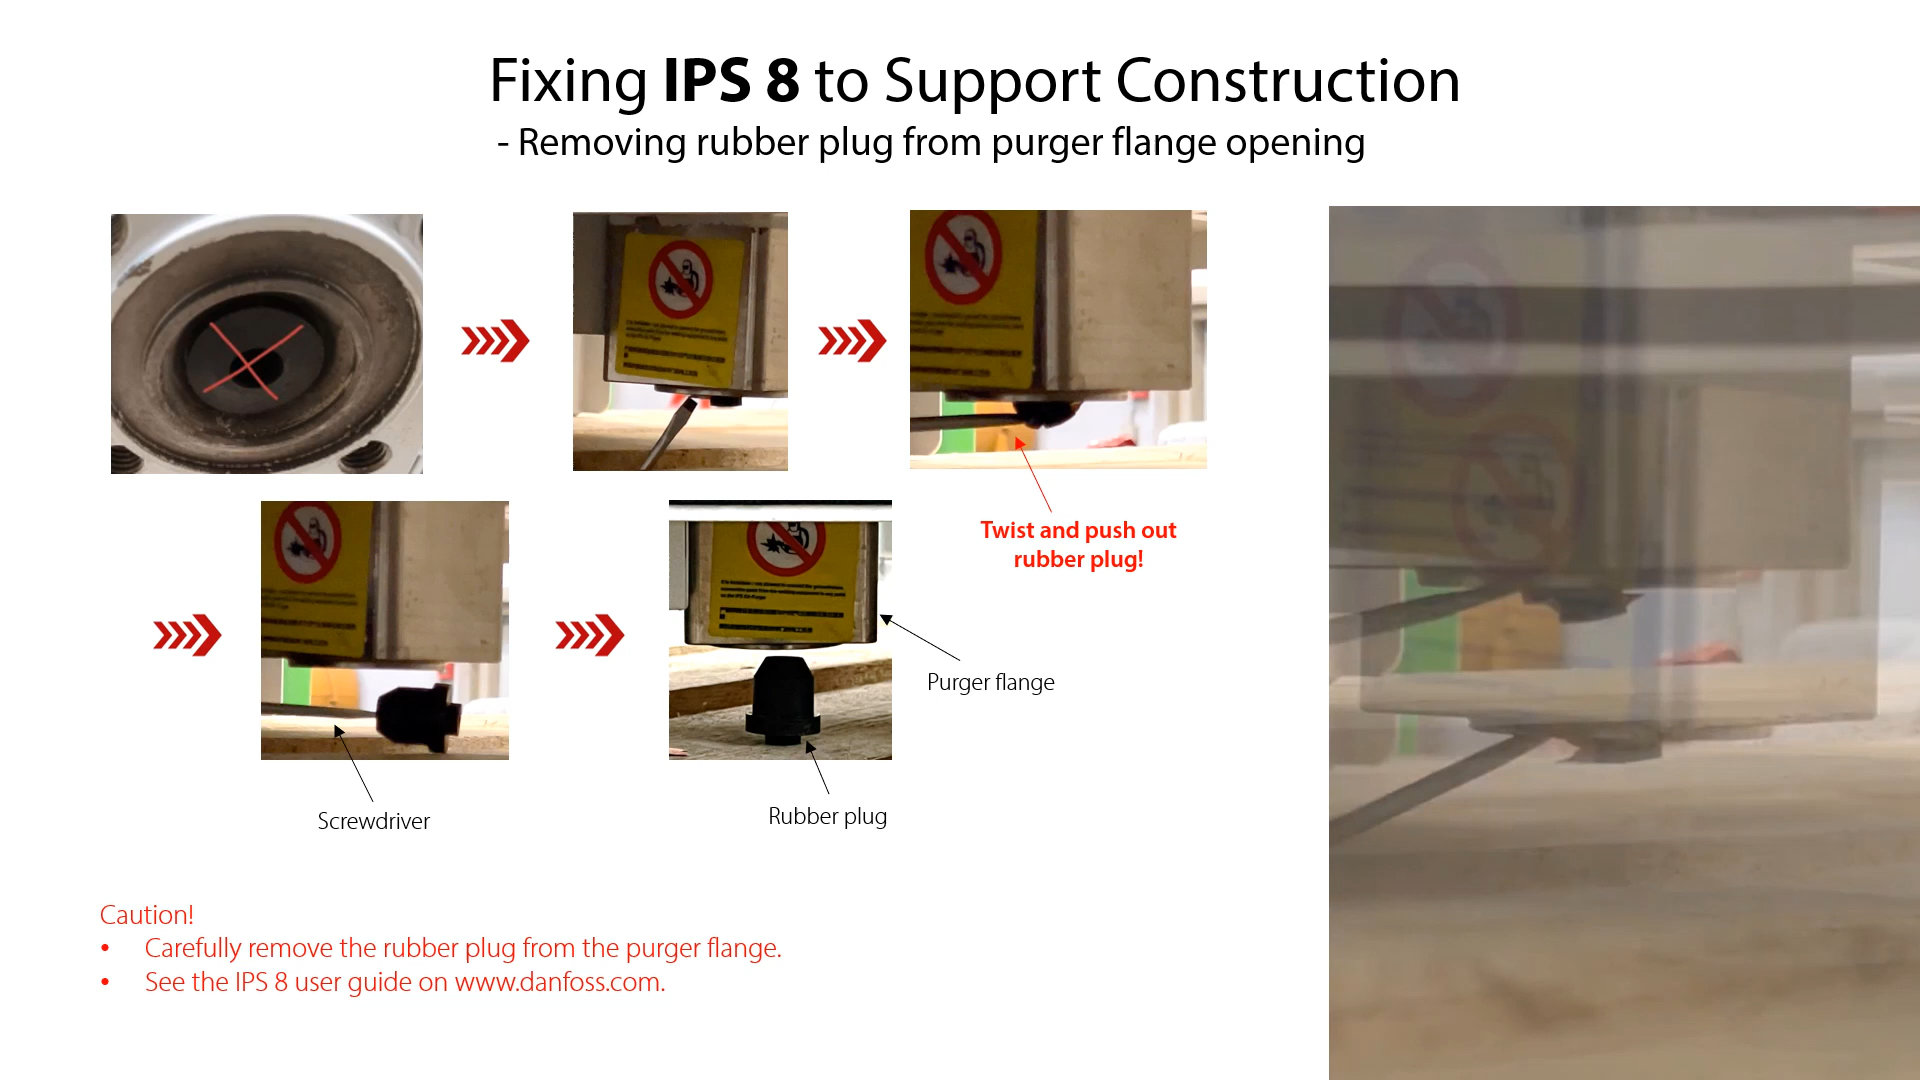 Fixing IPS 8 to Support Construction
- Removing rubber plug from purger flange opening
Twist and push out
rubber plug!
Purger flange
Screwdriver
Rubber plug
Caution!
• Carefully remove the rubber plug from the purger flange.
• See the IPS 8 user guide on www.danfoss.com.